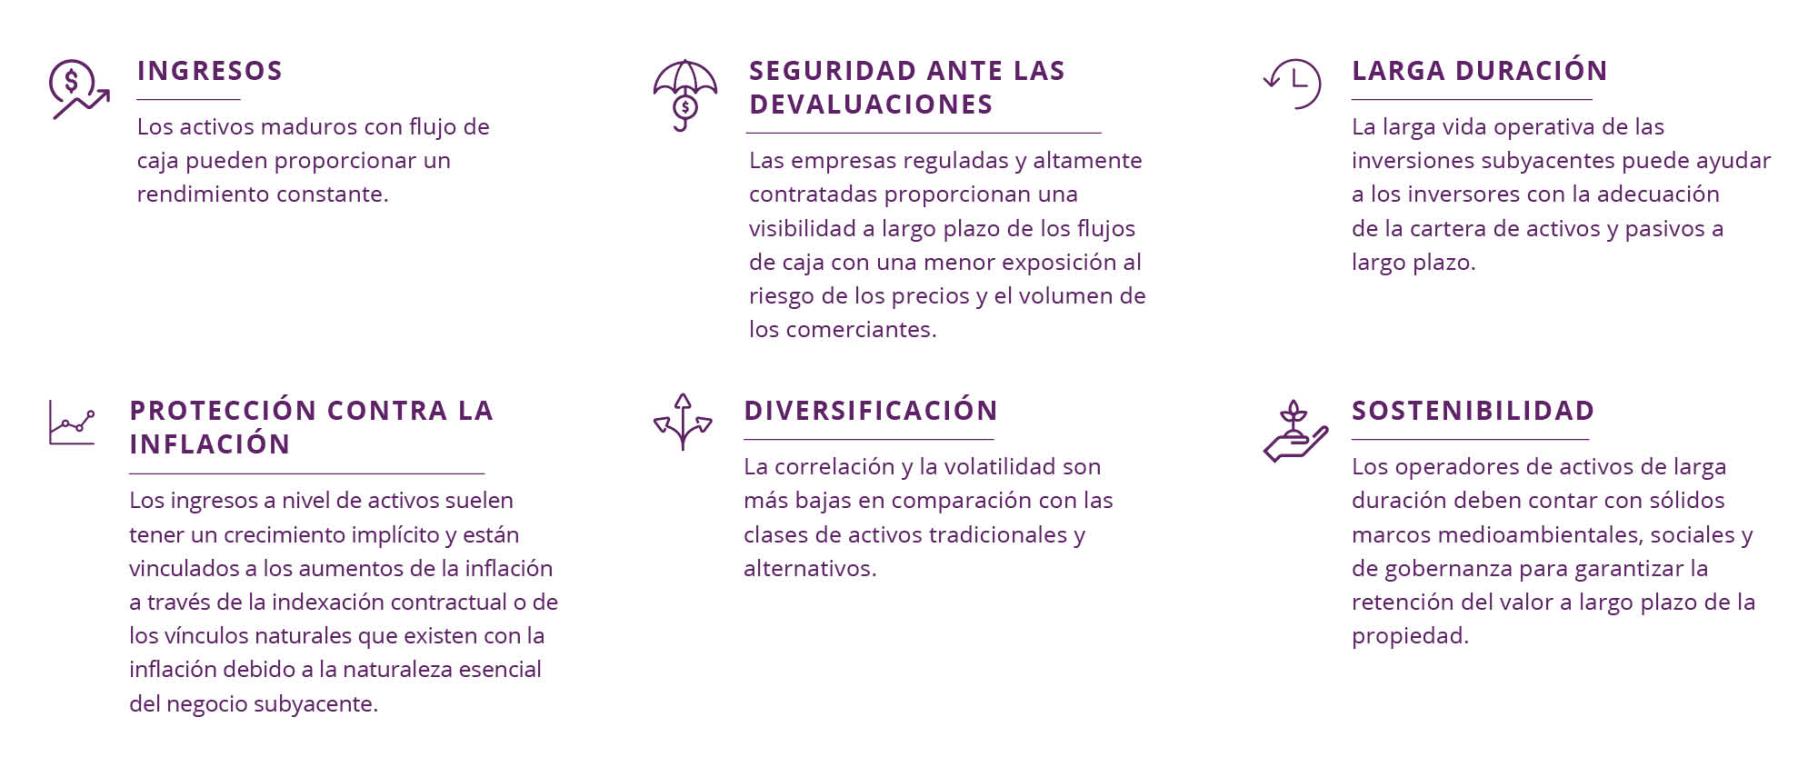 INGRESOS
Los activos maduros con flujo de
caja pueden proporcionar un
rendimiento constante.
SEGURIDAD ANTE LAS
DEVALUACIONES
Las empresas reguladas y altamente
contratadas proporcionan una
visibilidad a largo plazo de los flujos
de caja con una menor exposición al
riesgo de los precios y el volumen de
los comerciantes.
LARGA DURACIÓN
La larga vida operativa de las
inversiones subyacentes puede ayudar
a los inversores con la adecuación
de la cartera de activos y pasivos a
largo plazo.
PROTECCIÓN CONTRA LA
INFLACIÓN
Los ingresos a nivel de activos suelen
tener un crecimiento implícito y están
vinculados a los aumentos de la inflación
a través de la indexación contractual o de
los vínculos naturales que existen con la
inflación debido a la naturaleza esencial
del negocio subyacente.
DIVERSIFICACIÓN
La correlación y la volatilidad son
más bajas en comparación con las
clases de activos tradicionales y
alternativos.
SOSTENIBILIDAD
Los operadores de activos de larga
duración deben contar con sólidos
marcos medioambientales, sociales y
de gobernanza para garantizar la
retención del valor a largo plazo de la
propiedad.